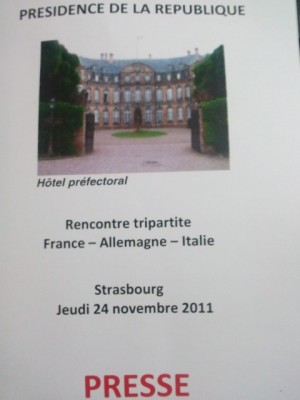 PRESIDENCE DE LA REPUBLIQUE
Hôtel préfectoral
Rencontre tripartite
France – Allemagne – Italie
Strasbourg
Jeudi 24 novembre 2011
PRESSE